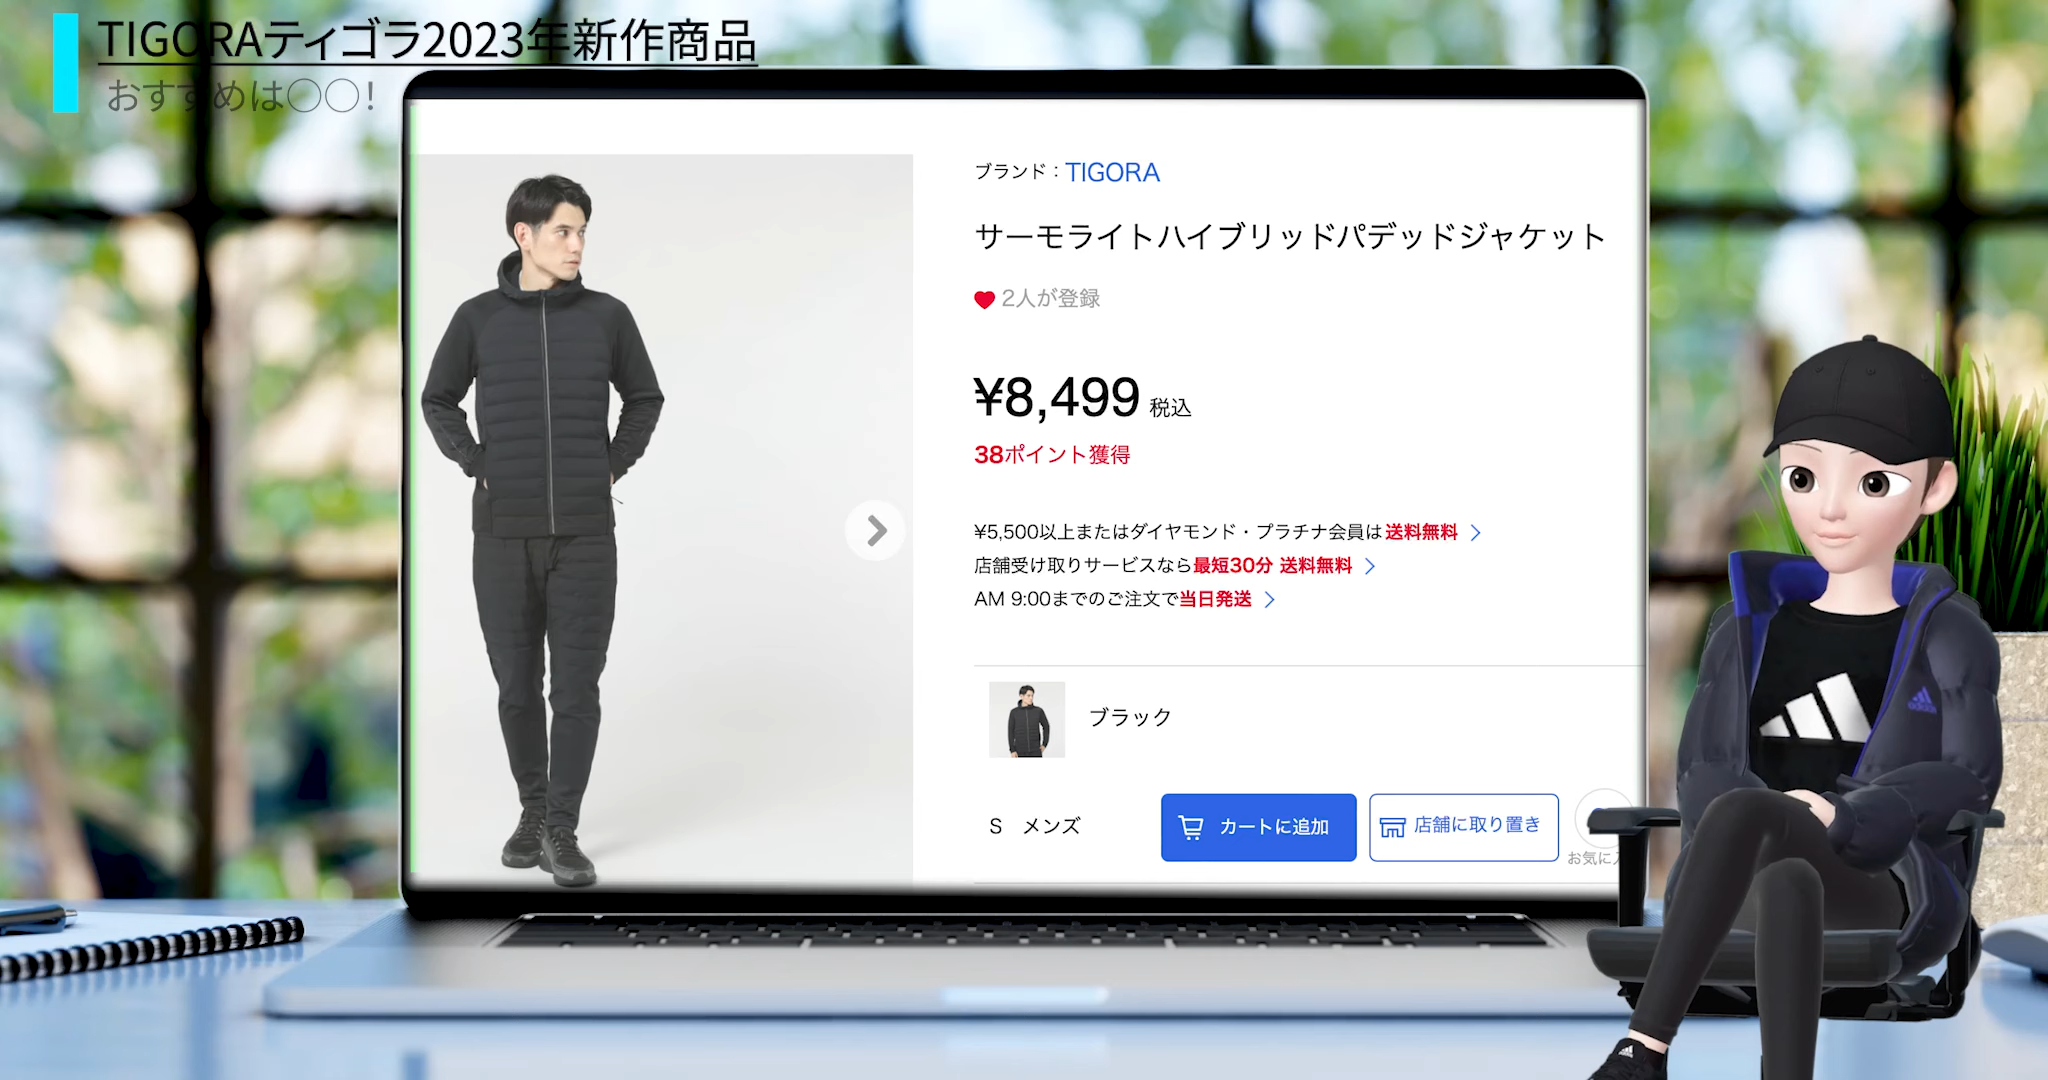 TIGORAティゴラ2023年新作商品
おすすめは〇〇！
ブランド：TIGORA
サーモライトハイブリッドパデッドジャケット
2人が登録
¥8,499 税込
38ポイント獲得
¥5,500以上またはダイヤモンド・プラチナ会員は送料無料
店舗受け取りサービスなら最短30分 送料無料
AM 9:00までのご注文で当日発送
ブラック
S メンズ
カートに追加
店舗に取り置き
お気に
adidas